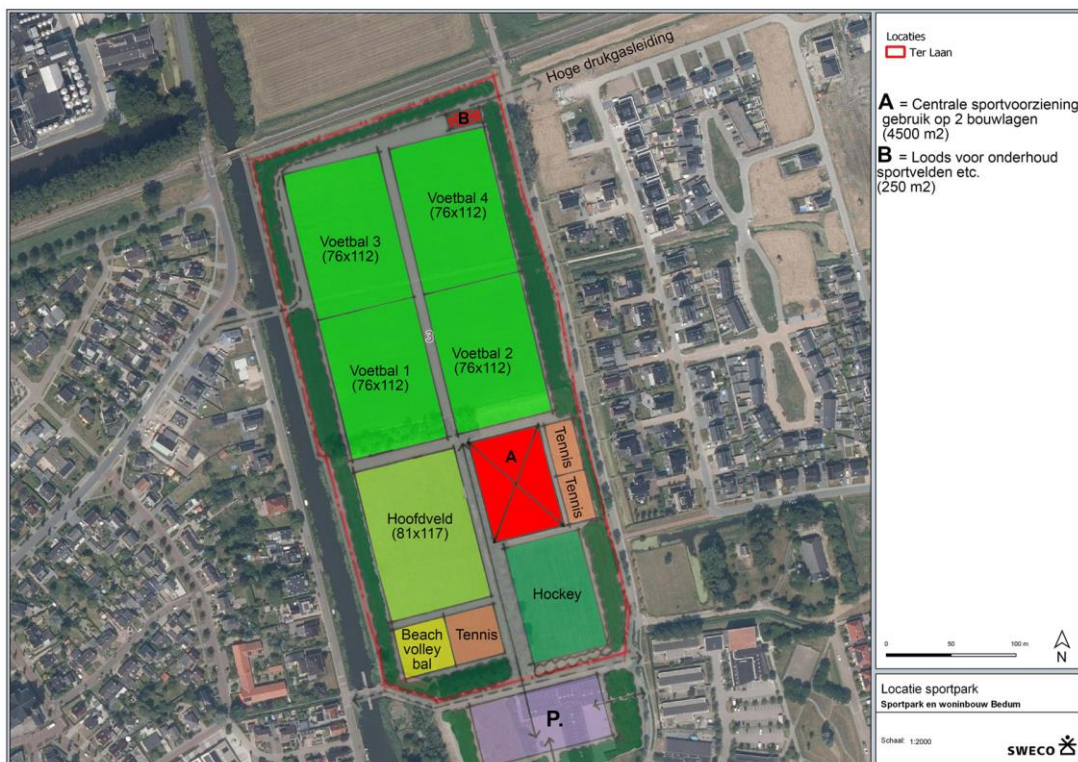 Hoge drukgasleiding
B
Voetbal 4
(76x112)
Voetbal 3
(76x112)
Voetbal 2
(76x112)
Voetbal 1
(76x112)
A
Tennis
Tennis
Hoofdveld
(81x117)
Hockey
Beach
volley
bal
Tennis
P.
Locaties
Ter Laan
A = Centrale sportvoorziening
gebruik op 2 bouwlagen
(4500 m2)
B = Loods voor onderhoud
sportvelden etc.
(250 m2)
0 50 100 m
N
Locatie sportpark
Sportpark en woninbouw Bedum
Schaal: 1:2000
SWECO